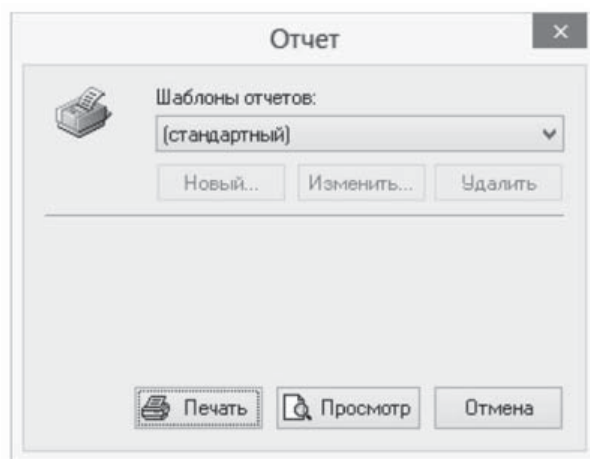 Отчет
Шаблоны отчетов:
(стандартный)
Новый... Изменить... Удалить
Печать Просмотр Отмена